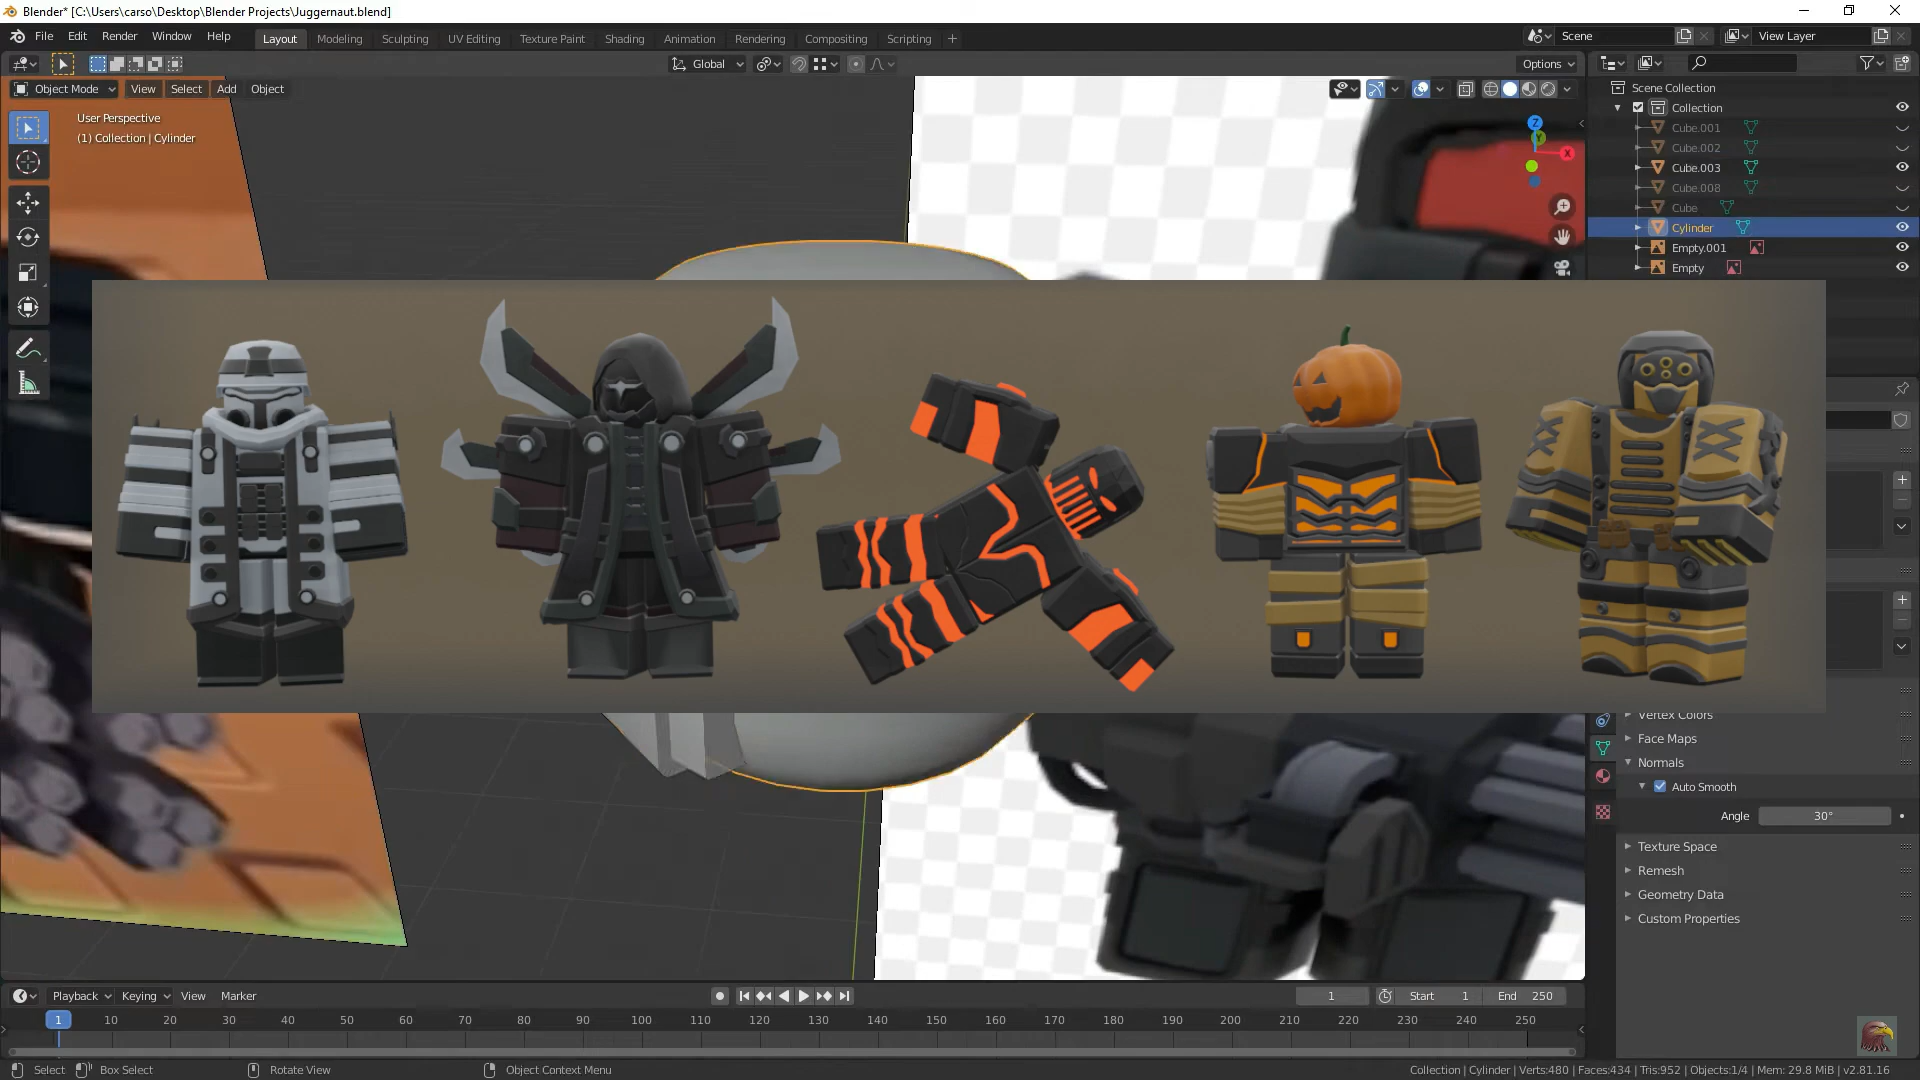 Blender* [C:\Users\carso\Desktop\Blender Projects\Juggernaut.blend]
File Edit Render Window Help
Layout Modeling Sculpting UV Editing Texture Paint Shading Animation Rendering Compositing Scripting +
Scene
View Layer
Global
Options
Object Mode View Select Add Object
User Perspective
(1) Collection | Cylinder
Z
Y
X
Scene Collection
Collection
Cube.001
Cube.002
Cube.003
Cube.008
Cube
Cylinder
Empty.001
Empty
Vertex Colors
Face Maps
Normals
Auto Smooth
Angle 30°
Texture Space
Remesh
Geometry Data
Custom Properties
Playback Keying View Marker
1 Start 1 End 250
1 10 20 30 40 50 60 70 80 90 100 110 120 130 140 150 160 170 180 190 200 210 220 230 240 250
Select Box Select Rotate View Object Context Menu
Collection | Cylinder | Verts:480 | Faces:434 | Tris:952 | Objects:1/4 | Mem: 29.8 MiB | v2.81.16